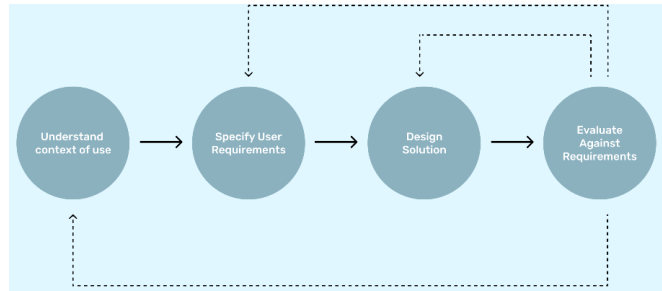 Understand
context of use
Specify User
Requirements
Design
Solution
Evaluate
Against
Requirements